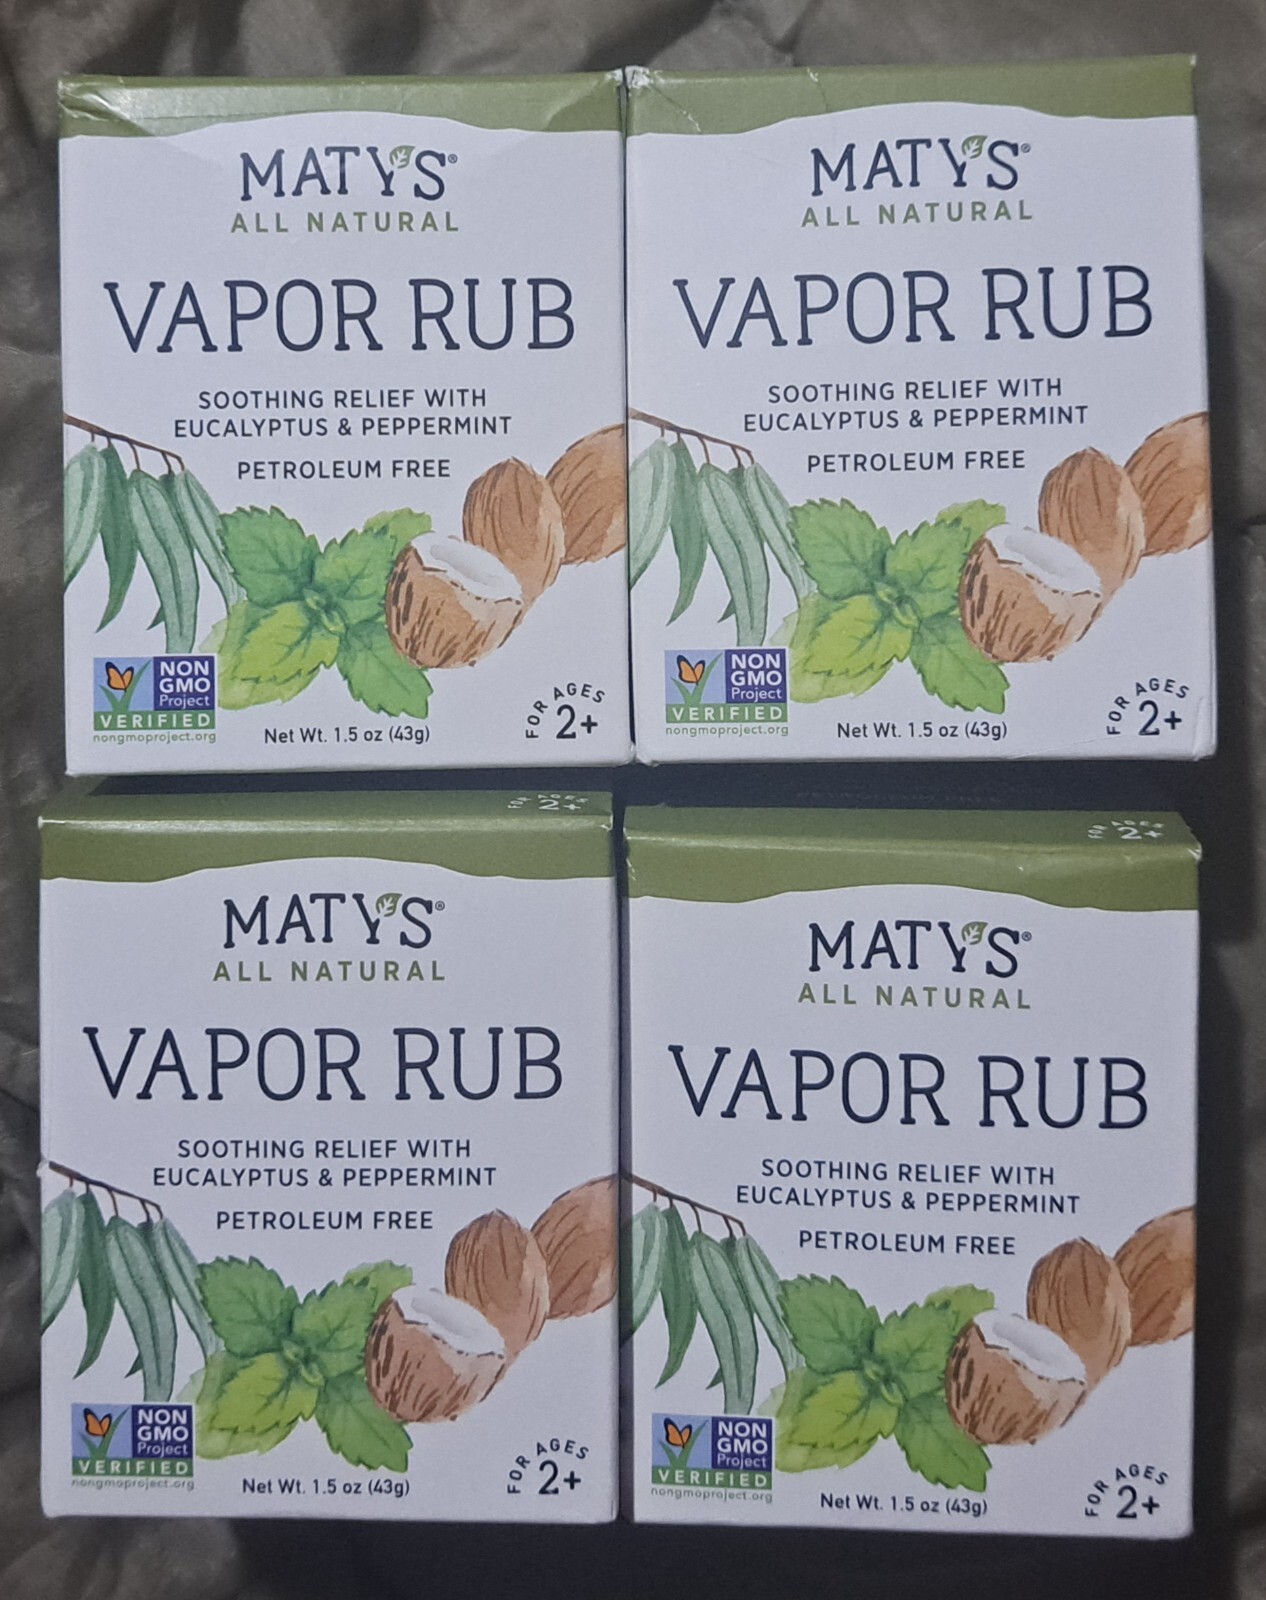 MATY'S®
ALL NATURAL
VAPOR RUB
SOOTHING RELIEF WITH
EUCALYPTUS & PEPPERMINT
PETROLEUM FREE
NON
GMO
Project
VERIFIED
nongmoproject.org
Net Wt. 1.5 oz (43g)
FOR AGES
2+
MATY'S®
ALL NATURAL
VAPOR RUB
SOOTHING RELIEF WITH
EUCALYPTUS & PEPPERMINT
PETROLEUM FREE
NON
GMO
Project
VERIFIED
nongmoproject.org
Net Wt. 1.5 oz (43g)
FOR AGES
2+
FOR AGES
2+
MATY'S®
ALL NATURAL
VAPOR RUB
SOOTHING RELIEF WITH
EUCALYPTUS & PEPPERMINT
PETROLEUM FREE
NON
GMO
Project
VERIFIED
nongmoproject.org
Net Wt. 1.5 oz (43g)
FOR AGES
2+
FOR AGES
2+
MATY'S®
ALL NATURAL
VAPOR RUB
SOOTHING RELIEF WITH
EUCALYPTUS & PEPPERMINT
PETROLEUM FREE
NON
GMO
Project
VERIFIED
nongmoproject.org
Net Wt. 1.5 oz (43g)
FOR AGES
2+